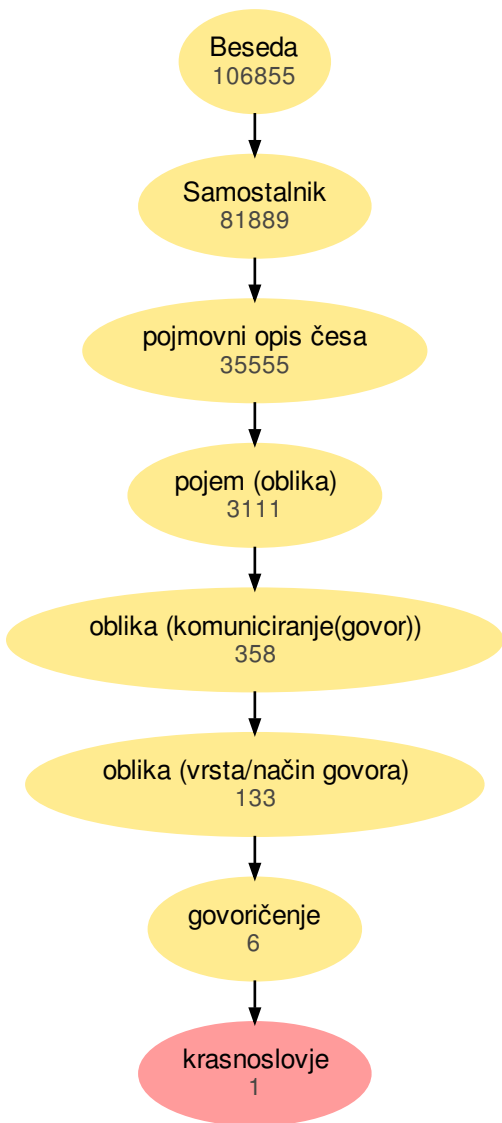 Beseda
106855
Samostalnik
81889
pojmovni opis česa
35555
pojem (oblika)
3111
oblika (komuniciranje(govor))
358
oblika (vrsta/način govora)
133
govoričenje
6
krasnoslovje
1